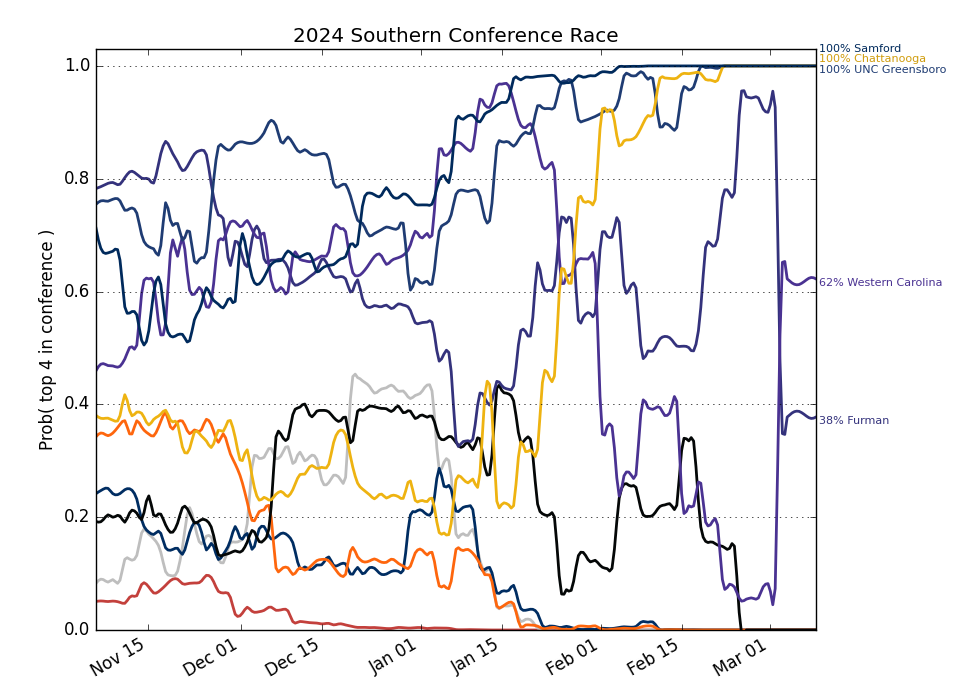 2024 Southern Conference Race
100% Samford
100% Chattanooga
100% UNC Greensboro
1.0
0.8
62% Western Carolina
0.6
Prob( top 4 in conference )
0.4
38% Furman
0.2
0.0
Nov 15
Dec 01
Dec 15
Jan 01
Jan 15
Feb 01
Feb 15
Mar 01